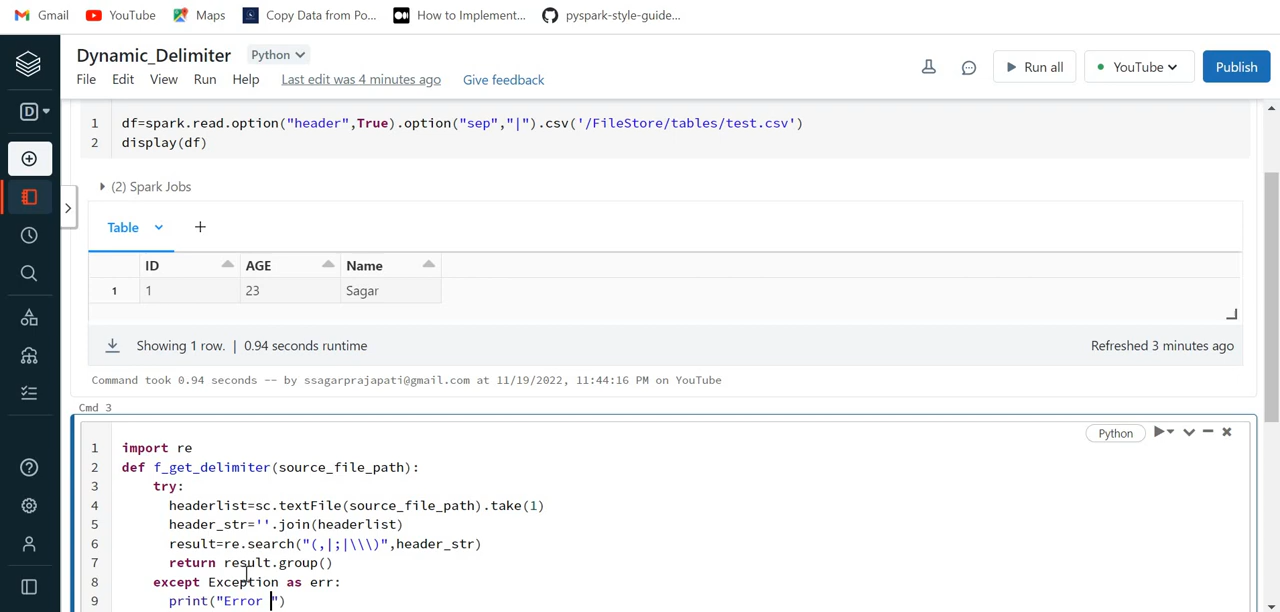 Gmail YouTube Maps Copy Data from Po... How to Implement... pyspark-style-guide...
Dynamic_Delimiter Python
File Edit View Run Help Last edit was 4 minutes ago Give feedback
Run all YouTube Publish
D
1 df=spark.read.option("header",True).option("sep","|").csv('/FileStore/tables/test.csv')
2 display(df)
(2) Spark Jobs
Table +
ID AGE Name
1 1 23 Sagar
Showing 1 row. | 0.94 seconds runtime Refreshed 3 minutes ago
Command took 0.94 seconds -- by ssagarprajapati@gmail.com at 11/19/2022, 11:44:16 PM on YouTube
Cmd 3
Python
1 import re
2 def f_get_delimiter(source_file_path):
3 try:
4 headerlist=sc.textFile(source_file_path).take(1)
5 header_str=''.join(headerlist)
6 result=re.search("(,|;|\\\)",header_str)
7 return result.group()
8 except Exception as err:
9 print("Error ")